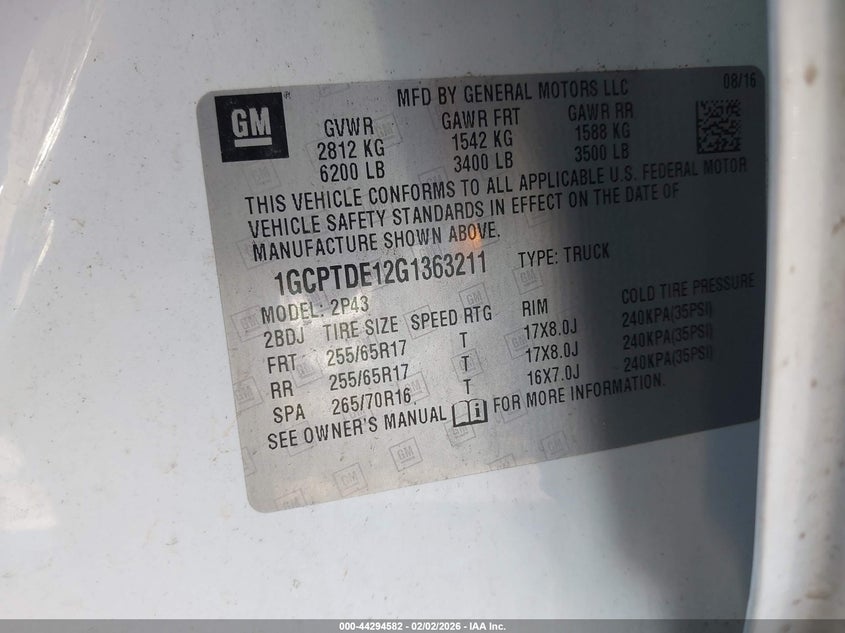 GM
MFD BY GENERAL MOTORS LLC 08/16
GVWR GAWR FRT GAWR RR
2812 KG 1542 KG 1588 KG
6200 LB 3400 LB 3500 LB
THIS VEHICLE CONFORMS TO ALL APPLICABLE U.S. FEDERAL MOTOR
VEHICLE SAFETY STANDARDS IN EFFECT ON THE DATE OF
MANUFACTURE SHOWN ABOVE.
1GCPTDE12G1363211 TYPE: TRUCK
MODEL: 2P43
2BDJ TIRE SIZE SPEED RTG RIM COLD TIRE PRESSURE
FRT 255/65R17 T 17X8.0J 240KPA(35PSI)
RR 255/65R17 T 17X8.0J 240KPA(35PSI)
SPA 265/70R16 T 16X7.0J 240KPA(35PSI)
SEE OWNER'S MANUAL FOR MORE INFORMATION.
000-44294582 - 02/02/2026 - IAA Inc.